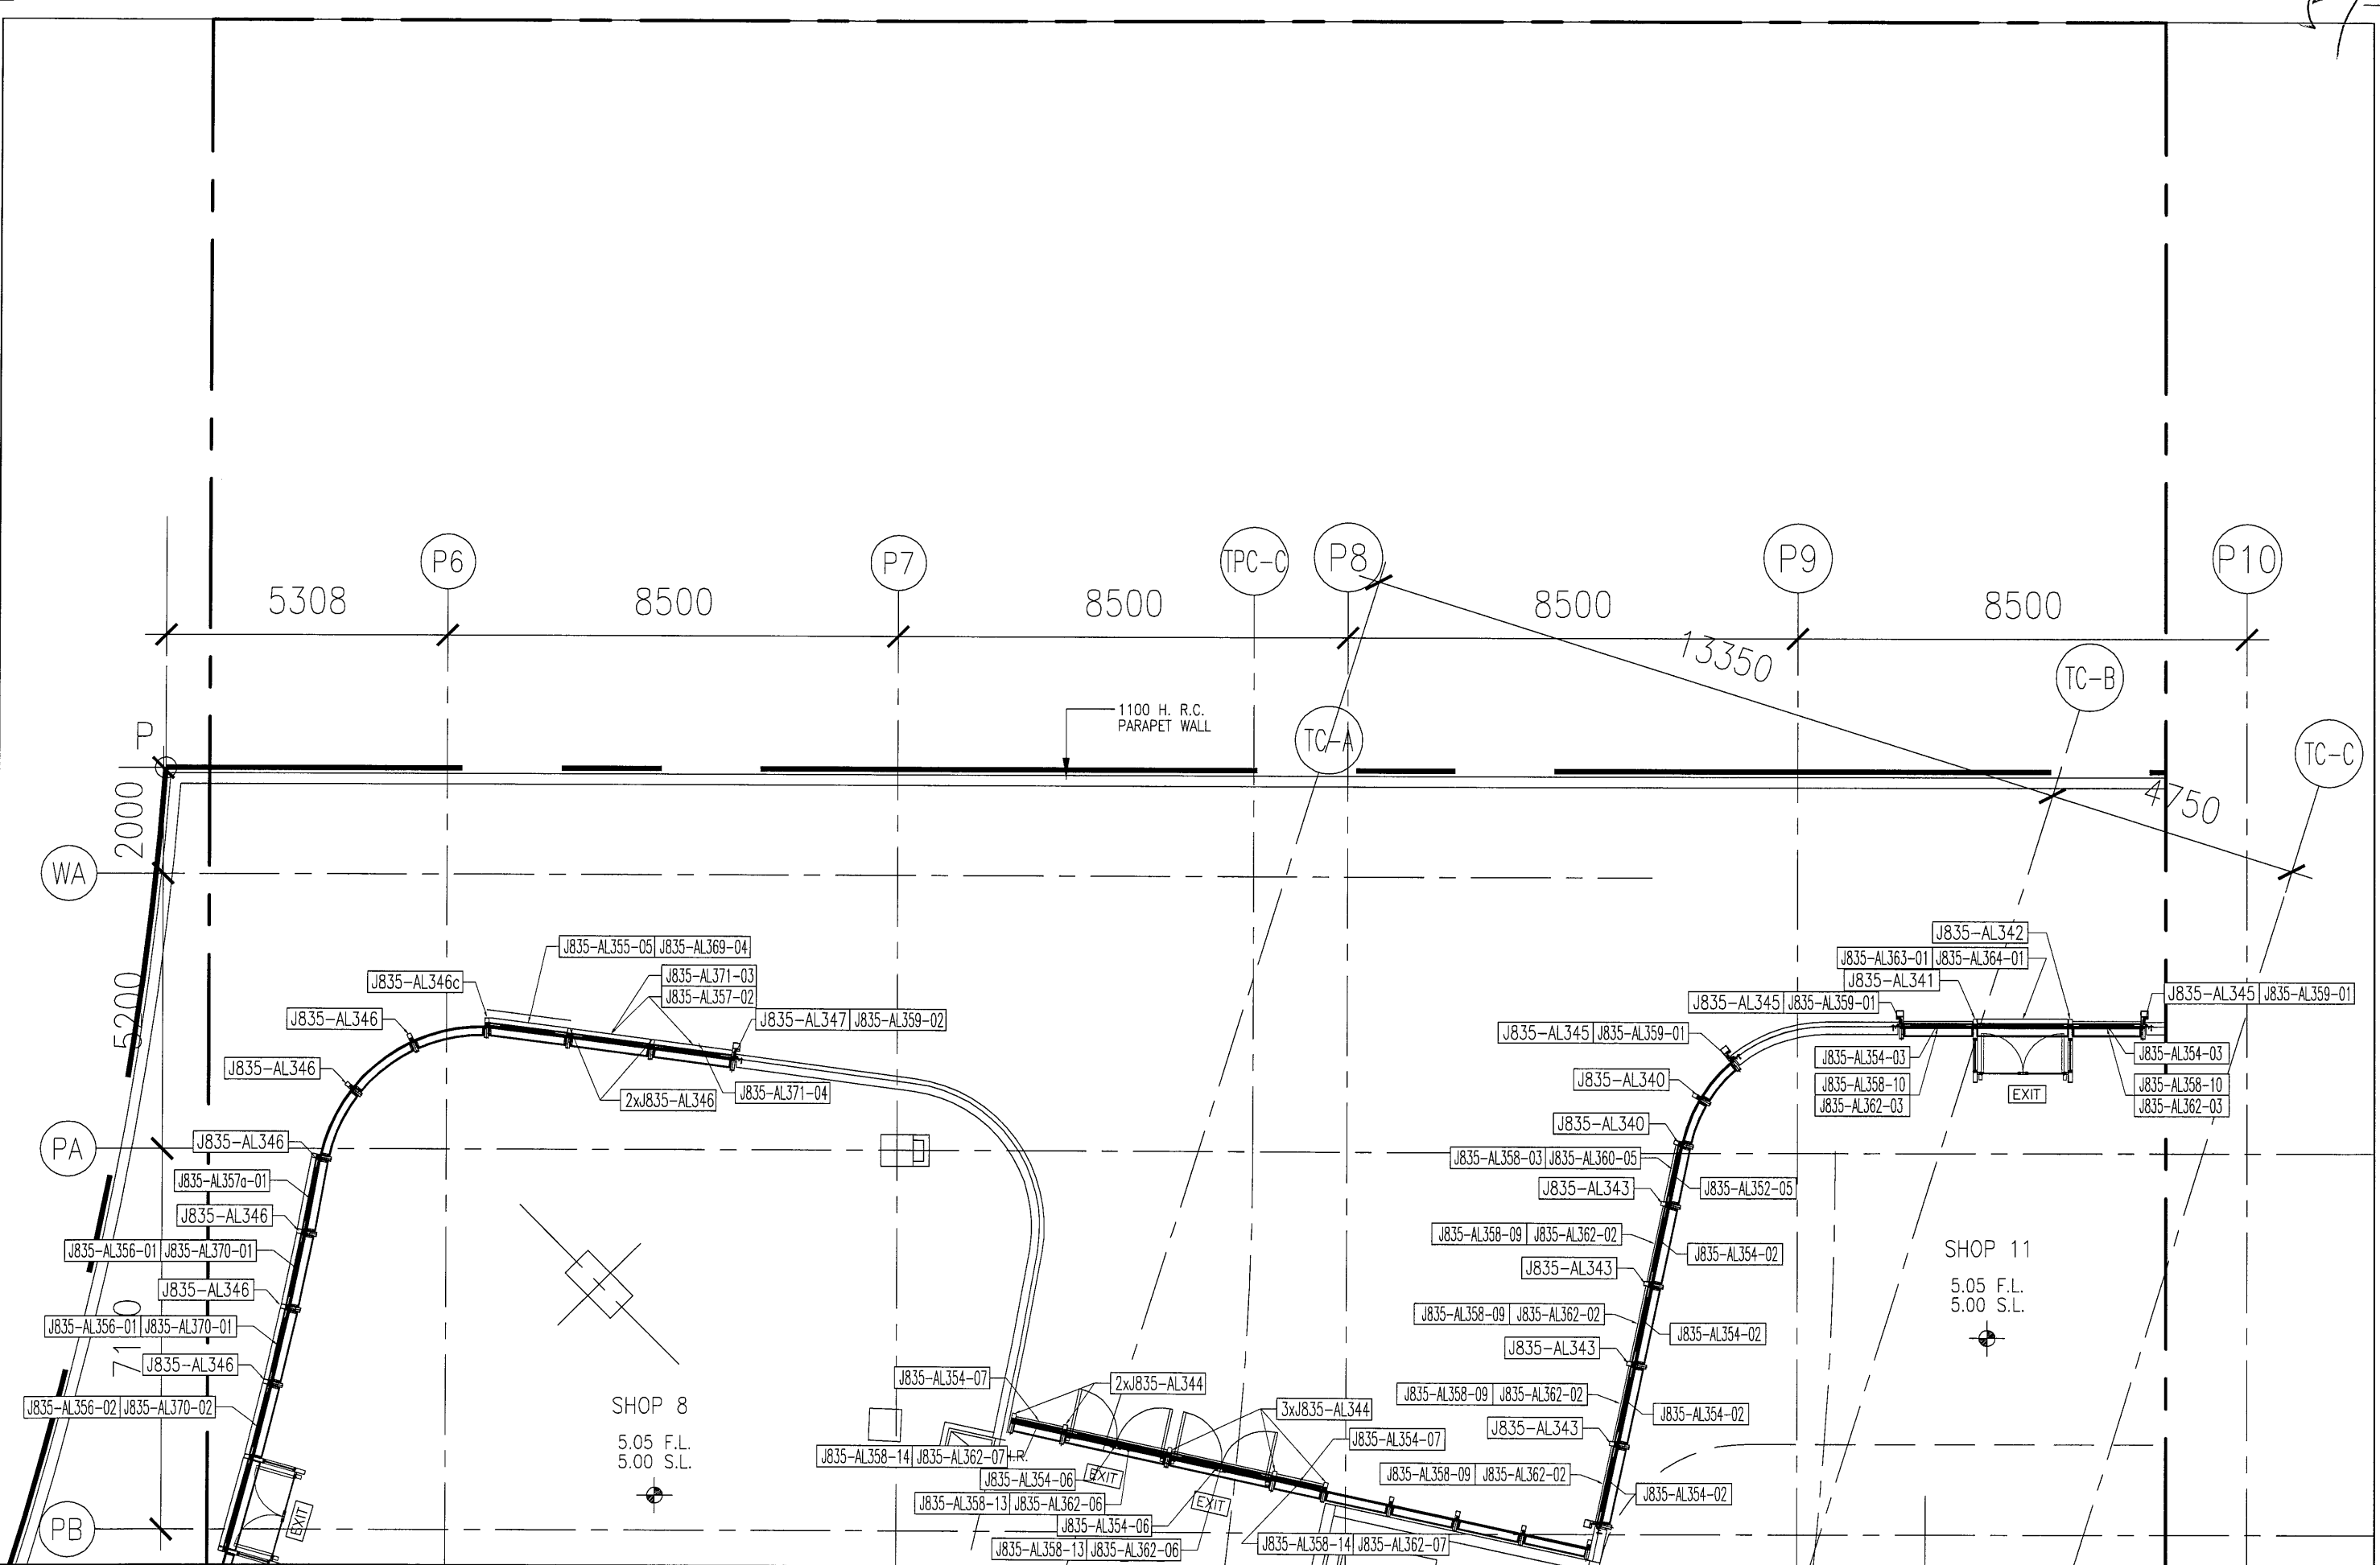 P6
P7
TPC-C
P8
P9
P10
5308
8500
8500
8500
8500
13350
TC-B
TC-A
TC-C
4750
1100 H. R.C.
PARAPET WALL
P
2000
WA
5200
PA
7100
PB
J835-AL355-05 J835-AL369-04
J835-AL346c
J835-AL371-03
J835-AL357-02
J835-AL347 J835-AL359-02
J835-AL346
J835-AL346
2xJ835-AL346
J835-AL371-04
J835-AL346
J835-AL357a-01
J835-AL346
J835-AL356-01 J835-AL370-01
J835-AL346
J835-AL356-01 J835-AL370-01
J835-AL346
J835-AL356-02 J835-AL370-02
EXIT
SHOP 8
5.05 F.L.
5.00 S.L.
J835-AL354-07
2xJ835-AL344
3xJ835-AL344
J835-AL354-07
J835-AL358-14 J835-AL362-07
H.R.
J835-AL354-06
EXIT
J835-AL358-13 J835-AL362-06
EXIT
J835-AL354-06
J835-AL358-13 J835-AL362-06
J835-AL358-14 J835-AL362-07
J835-AL342
J835-AL363-01 J835-AL364-01
J835-AL341
J835-AL345 J835-AL359-01
J835-AL345 J835-AL359-01
J835-AL345 J835-AL359-01
J835-AL354-03
J835-AL354-03
J835-AL358-10
J835-AL358-10
J835-AL362-03
J835-AL362-03
EXIT
J835-AL340
J835-AL340
J835-AL358-03 J835-AL360-05
J835-AL352-05
J835-AL343
J835-AL358-09 J835-AL362-02
J835-AL354-02
J835-AL343
J835-AL358-09 J835-AL362-02
J835-AL354-02
J835-AL343
J835-AL358-09 J835-AL362-02
J835-AL354-02
J835-AL343
J835-AL358-09 J835-AL362-02
J835-AL354-02
SHOP 11
5.05 F.L.
5.00 S.L.